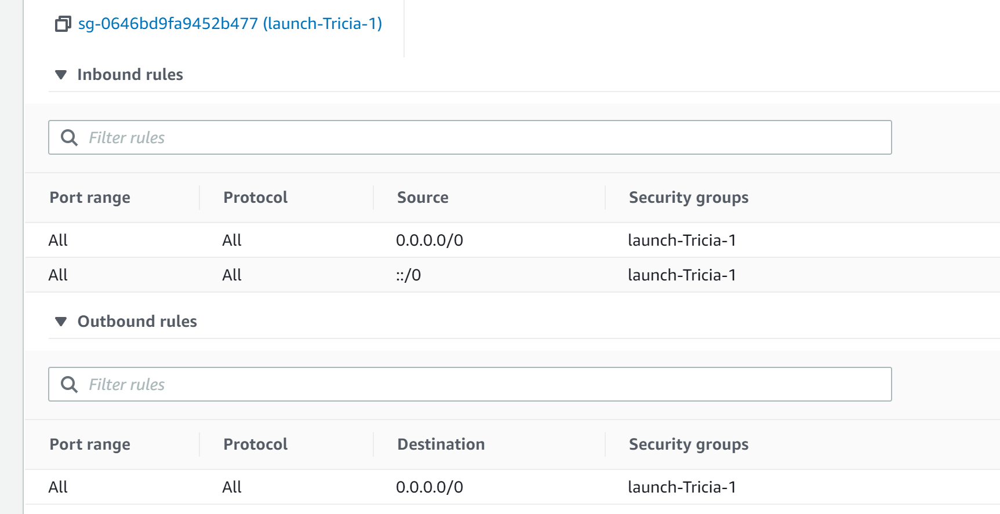 sg-0646bd9fa9452b477 (launch-Tricia-1)
Inbound rules
Filter rules
Port range Protocol Source Security groups
All All 0.0.0.0/0 launch-Tricia-1
All All ::/0 launch-Tricia-1
Outbound rules
Filter rules
Port range Protocol Destination Security groups
All All 0.0.0.0/0 launch-Tricia-1